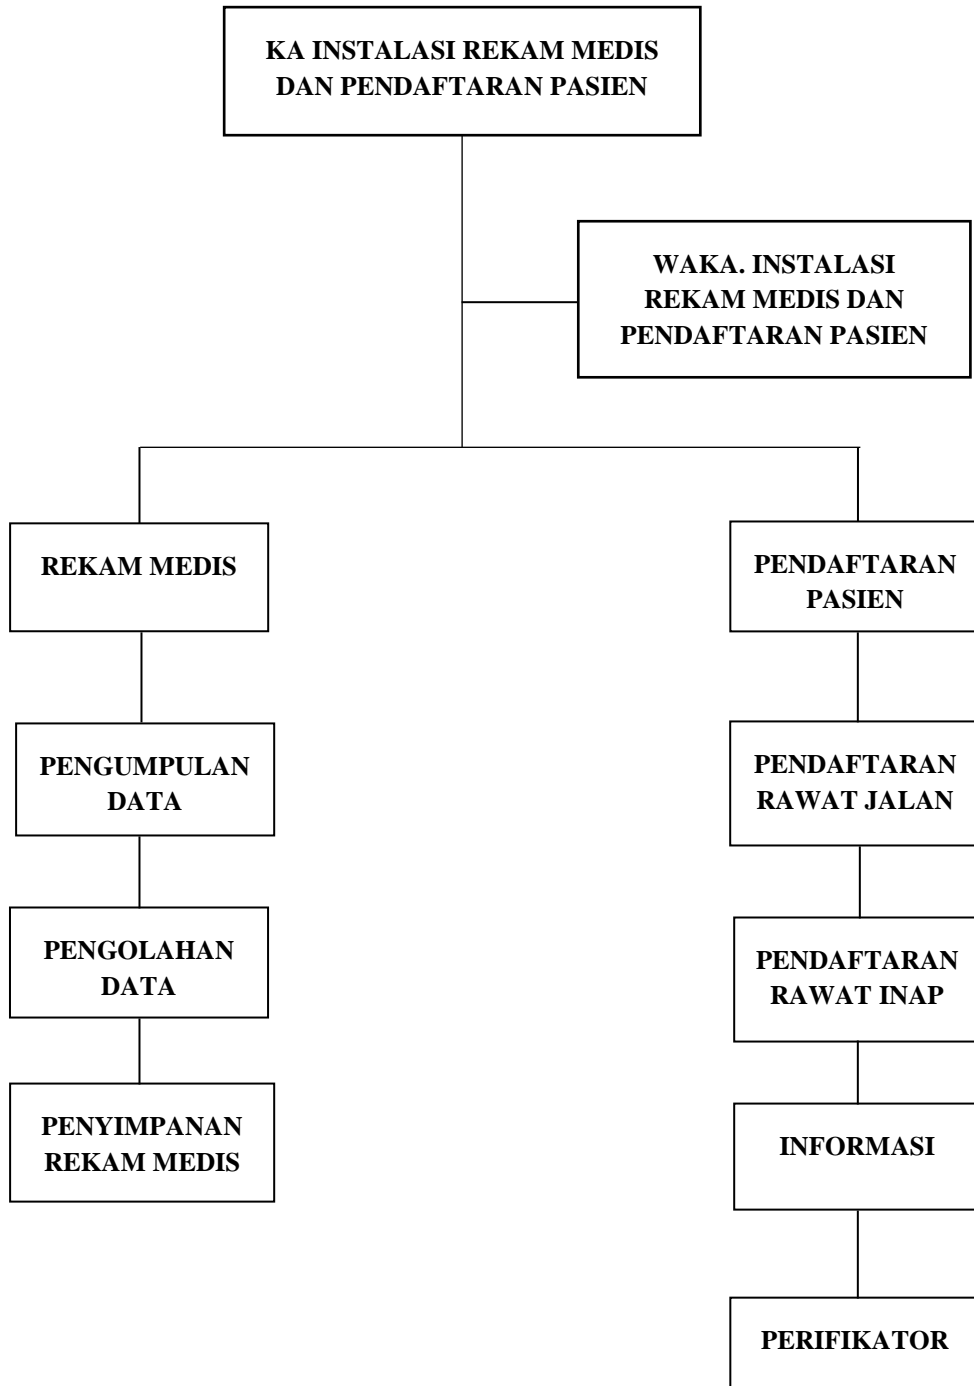 KA INSTALASI REKAM MEDIS
DAN PENDAFTARAN PASIEN
WAKA. INSTALASI
REKAM MEDIS DAN
PENDAFTARAN PASIEN
REKAM MEDIS
PENGUMPULAN
DATA
PENGOLAHAN
DATA
PENYIMPANAN
REKAM MEDIS
PENDAFTARAN
PASIEN
PENDAFTARAN
RAWAT JALAN
PENDAFTARAN
RAWAT INAP
INFORMASI
PERIFIKATOR